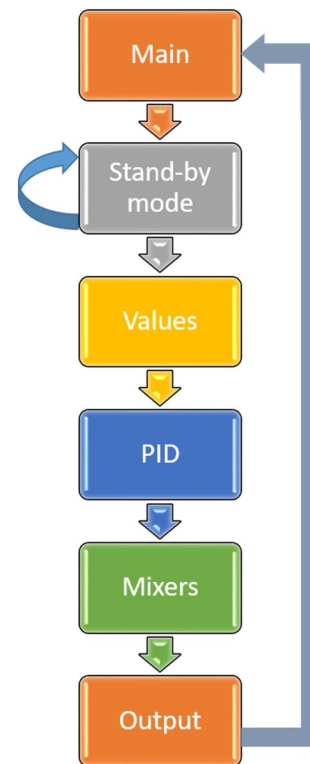 Main
Stand-by
mode
Values
PID
Mixers
Output